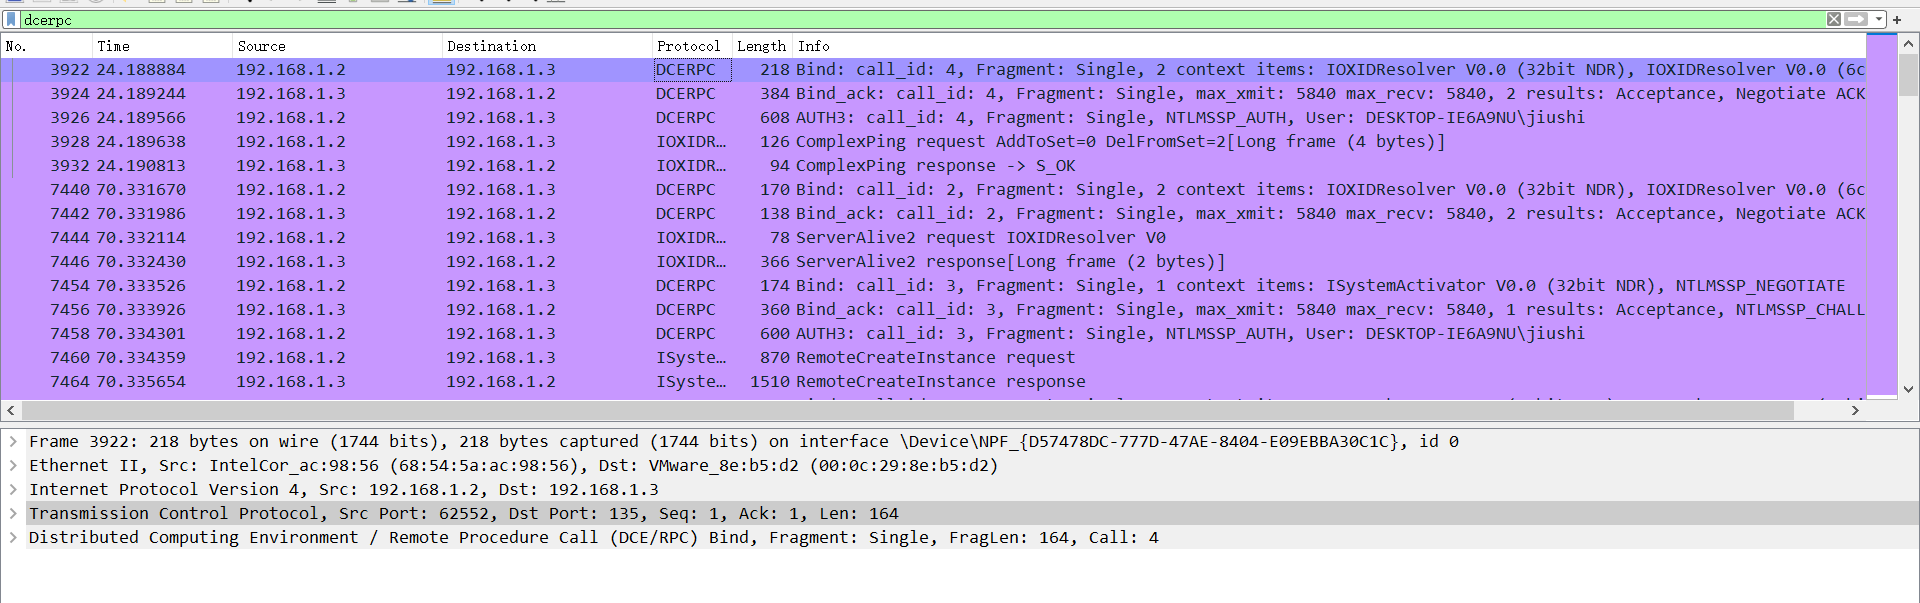 dcerpc
No. Time Source Destination Protocol Length Info
3922 24.188884 192.168.1.2 192.168.1.3 DCERPC 218 Bind: call_id: 4, Fragment: Single, 2 context items: IOXIDResolver V0.0 (32bit NDR), IOXIDResolver V0.0 (6c
3924 24.189244 192.168.1.3 192.168.1.2 DCERPC 384 Bind_ack: call_id: 4, Fragment: Single, max_xmit: 5840 max_recv: 5840, 2 results: Acceptance, Negotiate ACK
3926 24.189566 192.168.1.2 192.168.1.3 DCERPC 608 AUTH3: call_id: 4, Fragment: Single, NTLMSSP_AUTH, User: DESKTOP-IE6A9NU\jiushi
3928 24.189638 192.168.1.2 192.168.1.3 IOXIDR… 126 ComplexPing request AddToSet=0 DelFromSet=2[Long frame (4 bytes)]
3932 24.190813 192.168.1.3 192.168.1.2 IOXIDR… 94 ComplexPing response -> S_OK
7440 70.331670 192.168.1.2 192.168.1.3 DCERPC 170 Bind: call_id: 2, Fragment: Single, 2 context items: IOXIDResolver V0.0 (32bit NDR), IOXIDResolver V0.0 (6c
7442 70.331986 192.168.1.3 192.168.1.2 DCERPC 138 Bind_ack: call_id: 2, Fragment: Single, max_xmit: 5840 max_recv: 5840, 2 results: Acceptance, Negotiate ACK
7444 70.332114 192.168.1.2 192.168.1.3 IOXIDR… 78 ServerAlive2 request IOXIDResolver V0
7446 70.332430 192.168.1.3 192.168.1.2 IOXIDR… 366 ServerAlive2 response[Long frame (2 bytes)]
7454 70.333526 192.168.1.2 192.168.1.3 DCERPC 174 Bind: call_id: 3, Fragment: Single, 1 context items: ISystemActivator V0.0 (32bit NDR), NTLMSSP_NEGOTIATE
7456 70.333926 192.168.1.3 192.168.1.2 DCERPC 360 Bind_ack: call_id: 3, Fragment: Single, max_xmit: 5840 max_recv: 5840, 1 results: Acceptance, NTLMSSP_CHALL
7458 70.334301 192.168.1.2 192.168.1.3 DCERPC 600 AUTH3: call_id: 3, Fragment: Single, NTLMSSP_AUTH, User: DESKTOP-IE6A9NU\jiushi
7460 70.334359 192.168.1.2 192.168.1.3 ISyste… 870 RemoteCreateInstance request
7464 70.335654 192.168.1.3 192.168.1.2 ISyste… 1510 RemoteCreateInstance response
Frame 3922: 218 bytes on wire (1744 bits), 218 bytes captured (1744 bits) on interface \Device\NPF_{D57478DC-777D-47AE-8404-E09EBBA30C1C}, id 0
Ethernet II, Src: IntelCor_ac:98:56 (68:54:5a:ac:98:56), Dst: VMware_8e:b5:d2 (00:0c:29:8e:b5:d2)
Internet Protocol Version 4, Src: 192.168.1.2, Dst: 192.168.1.3
Transmission Control Protocol, Src Port: 62552, Dst Port: 135, Seq: 1, Ack: 1, Len: 164
Distributed Computing Environment / Remote Procedure Call (DCE/RPC) Bind, Fragment: Single, FragLen: 164, Call: 4